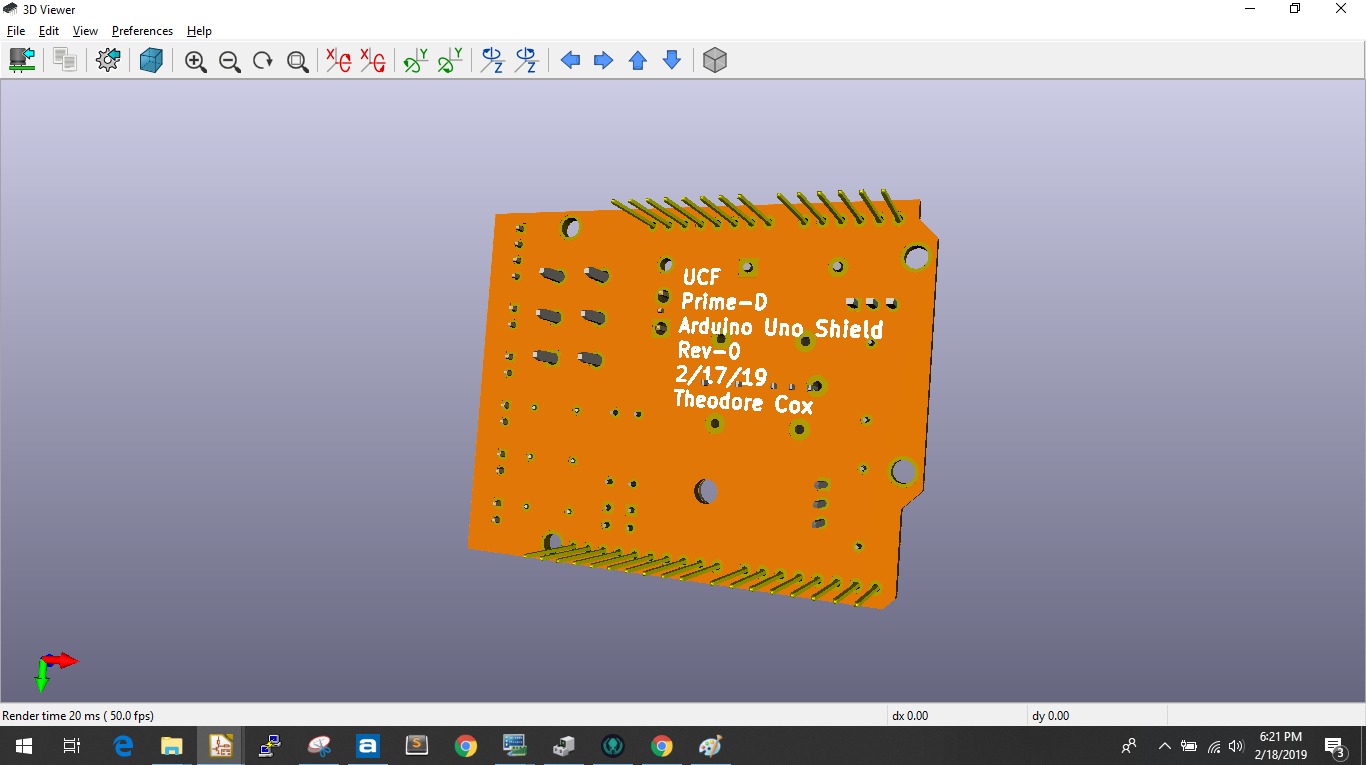 3D Viewer
File Edit View Preferences Help
X X Y Y Z Z
UCF
Prime-D
Arduino Uno Shield
Rev-0
2/17/19
Theodore Cox
Render time 20 ms ( 50.0 fps)
dx 0.00
dy 0.00
6:21 PM
2/18/2019
3